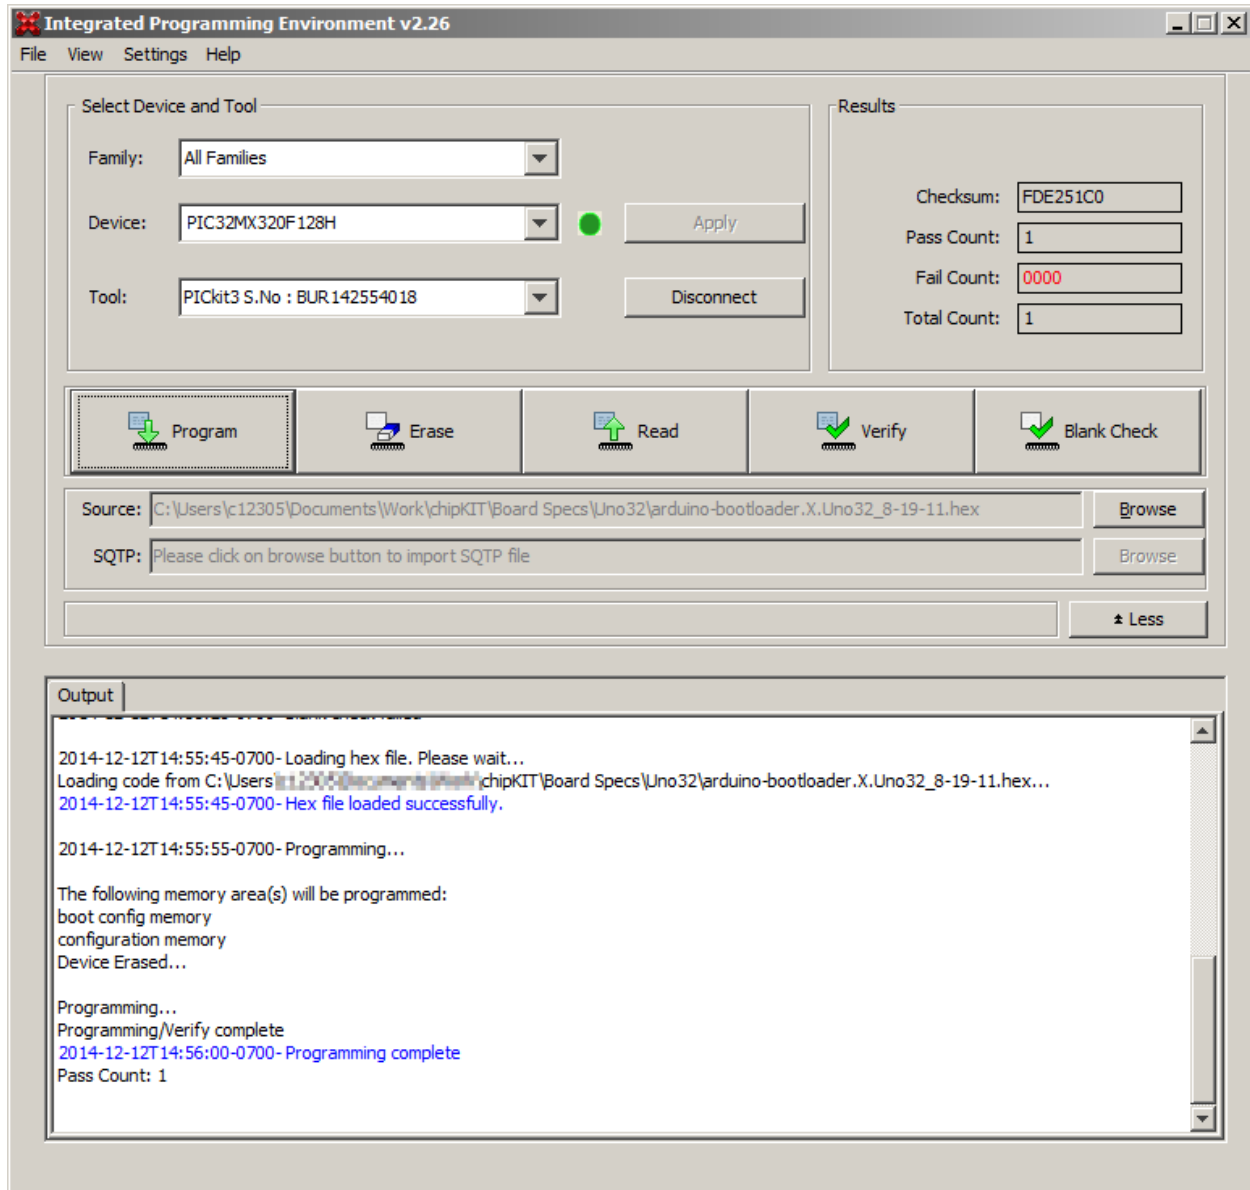 Integrated Programming Environment v2.26
File View Settings Help
Select Device and Tool
Family: All Families
Device: PIC32MX320F128H
Apply
Tool: PICkit3 S.No : BUR142554018
Disconnect
Results
Checksum: FDE251C0
Pass Count: 1
Fail Count: 0000
Total Count: 1
Program
Erase
Read
Verify
Blank Check
Source: C:\Users\c12305\Documents\Work\chipKIT\Board Specs\Uno32\arduino-bootloader.X.Uno32_8-19-11.hex
Browse
SQTP: Please click on browse button to import SQTP file
Browse
Less
Output
2014-12-12T14:55:45-0700- Loading hex file. Please wait...
Loading code from C:\Users chipKIT\Board Specs\Uno32\arduino-bootloader.X.Uno32_8-19-11.hex...
2014-12-12T14:55:45-0700- Hex file loaded successfully.
2014-12-12T14:55:55-0700- Programming...
The following memory area(s) will be programmed:
boot config memory
configuration memory
Device Erased...
Programming...
Programming/Verify complete
2014-12-12T14:56:00-0700- Programming complete
Pass Count: 1